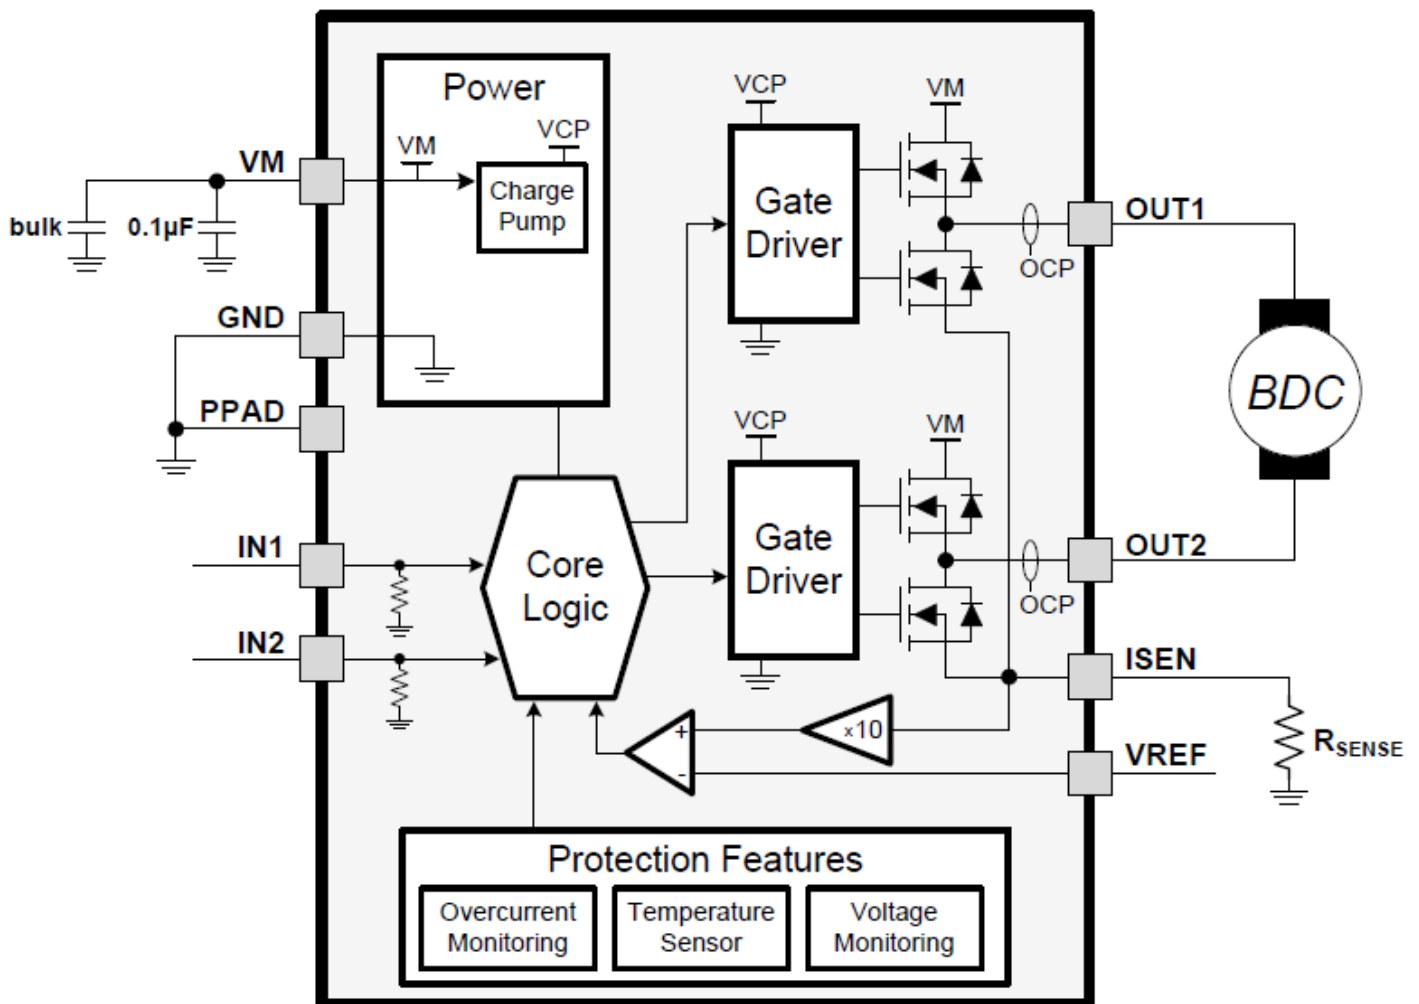 Power
VCP
VM
Charge
Pump
VM
bulk
0.1µF
GND
PPAD
VCP
VM
Gate
Driver
OUT1
OCP
BDC
VCP
VM
Gate
Driver
OUT2
OCP
IN1
IN2
Core
Logic
ISEN
x10
+
-
VREF
RSENSE
Protection Features
Overcurrent
Monitoring
Temperature
Sensor
Voltage
Monitoring